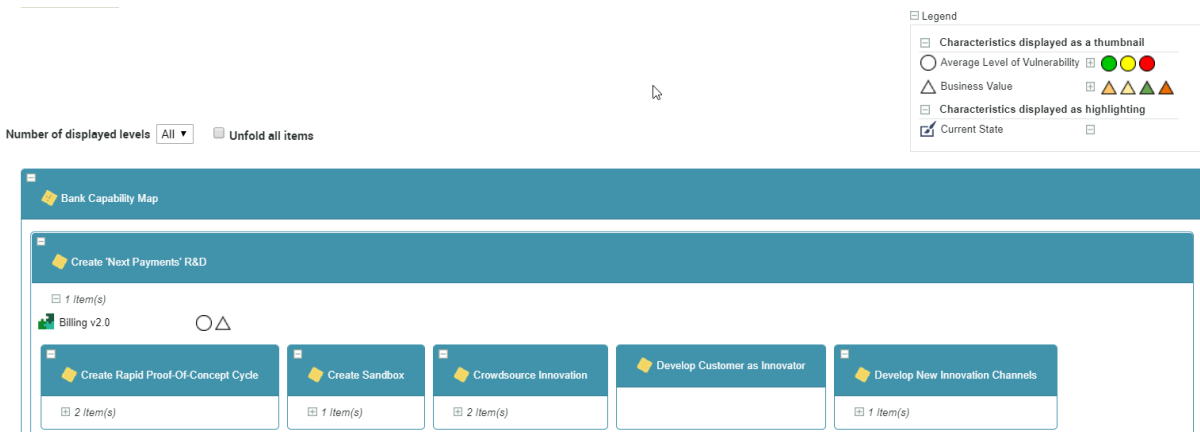 Legend
Characteristics displayed as a thumbnail
Average Level of Vulnerability
Business Value
Characteristics displayed as highlighting
Current State
Number of displayed levels All Unfold all items
Bank Capability Map
Create 'Next Payments' R&D
1 Item(s)
Billing v2.0
Create Rapid Proof-Of-Concept Cycle
2 Item(s)
Create Sandbox
1 Item(s)
Crowdsource Innovation
2 Item(s)
Develop Customer as Innovator
Develop New Innovation Channels
1 Item(s)